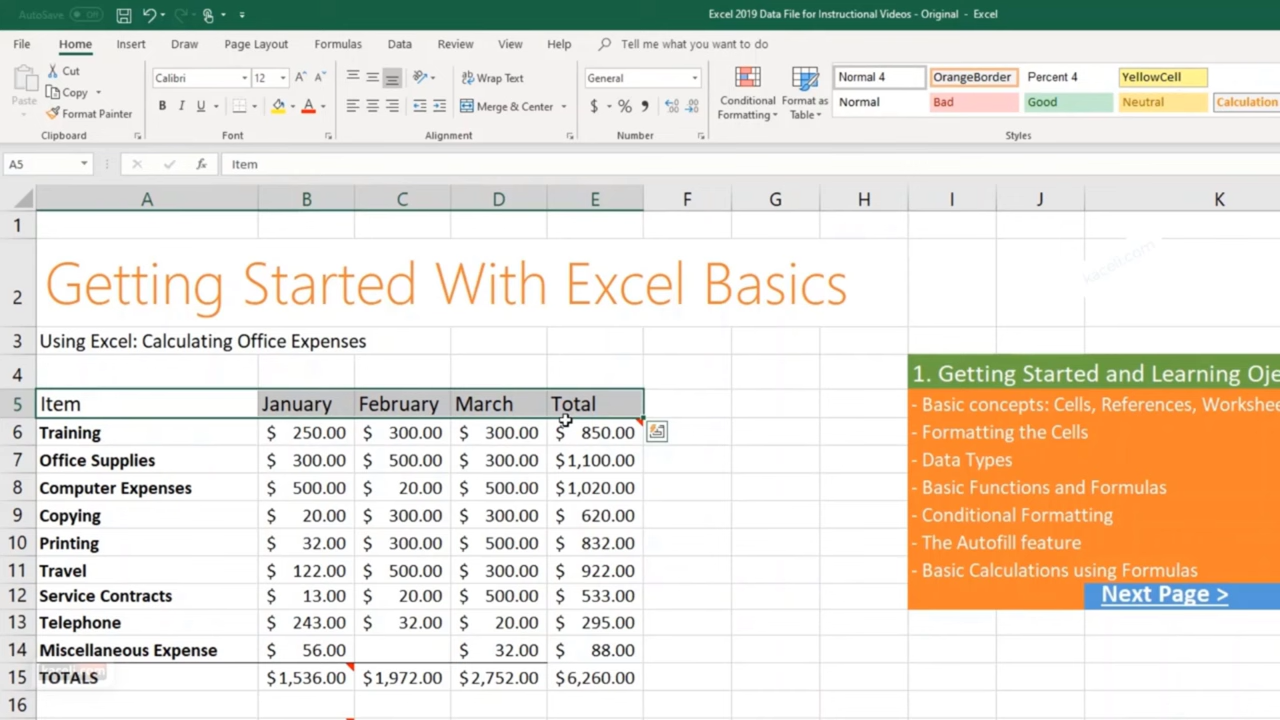 AutoSave Off
Excel 2019 Data File for Instructional Videos - Original - Excel
File Home Insert Draw Page Layout Formulas Data Review View Help Tell me what you want to do
Paste
Cut
Copy
Format Painter
Clipboard
Calibri 12
B I U
Font
Wrap Text
Merge & Center
Alignment
General
$ % 9
Number
Conditional Formatting
Format as Table
Normal 4 OrangeBorder Percent 4 YellowCell
Normal Bad Good Neutral Calculation
Styles
A5 fx Item
A B C D E F G H I J K
1
2 Getting Started With Excel Basics
kaceli.com
3 Using Excel: Calculating Office Expenses
4 1. Getting Started and Learning Oje
5 Item January February March Total - Basic concepts: Cells, References, Workshee
6 Training $ 250.00 $ 300.00 $ 300.00 $ 850.00 - Formatting the Cells
7 Office Supplies $ 300.00 $ 500.00 $ 300.00 $1,100.00 - Data Types
8 Computer Expenses $ 500.00 $ 20.00 $ 500.00 $1,020.00 - Basic Functions and Formulas
9 Copying $ 20.00 $ 300.00 $ 300.00 $ 620.00 - Conditional Formatting
10 Printing $ 32.00 $ 300.00 $ 500.00 $ 832.00 - The Autofill feature
11 Travel $ 122.00 $ 500.00 $ 300.00 $ 922.00 - Basic Calculations using Formulas
12 Service Contracts $ 13.00 $ 20.00 $ 500.00 $ 533.00 Next Page >
13 Telephone $ 243.00 $ 32.00 $ 20.00 $ 295.00
14 Miscellaneous Expense $ 56.00 $ 32.00 $ 88.00
15 TOTALS $1,536.00 $1,972.00 $2,752.00 $6,260.00
16